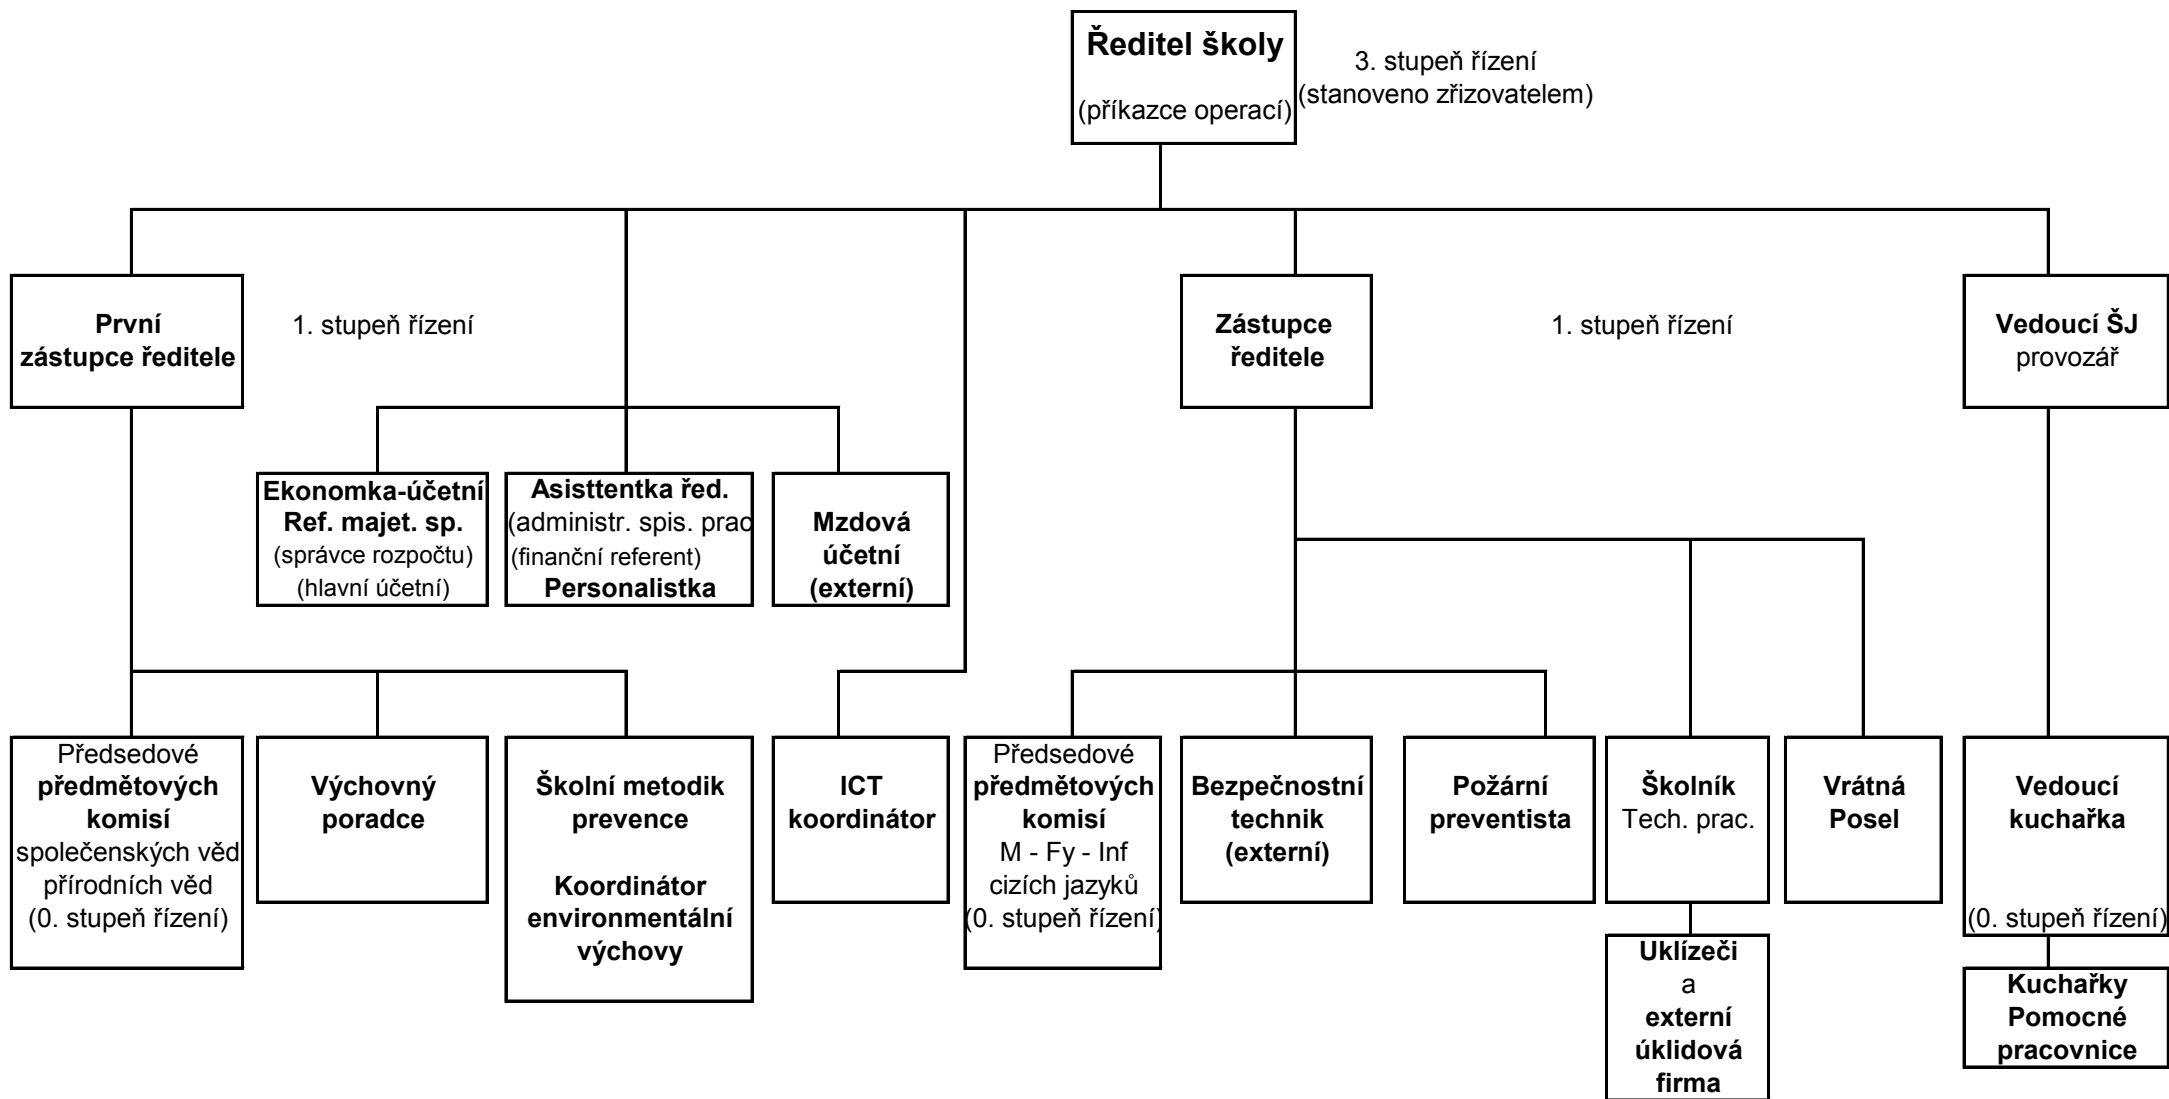 Ředitel školy
(příkazce operací)
3. stupeň řízení
(stanoveno zřizovatelem)
První
zástupce ředitele
1. stupeň řízení
Zástupce
ředitele
1. stupeň řízení
Vedoucí ŠJ
provozář
Ekonomka-účetní
Ref. majet. sp.
(správce rozpočtu)
(hlavní účetní)
Asisttentka řed.
(administr. spis. prac
(finanční referent)
Personalistka
Mzdová
účetní
(externí)
Předsedové
předmětových
komisí
společenských věd
přírodních věd
(0. stupeň řízení)
Výchovný
poradce
Školní metodik
prevence
Koordinátor
environmentální
výchovy
ICT
koordinátor
Předsedové
předmětových
komisí
M - Fy - Inf
cizích jazyků
(0. stupeň řízení)
Bezpečnostní
technik
(externí)
Požární
preventista
Školník
Tech. prac.
Vrátná
Posel
Vedoucí
kuchařka
(0. stupeň řízení)
Uklízeči
a
externí
úklidová
firma
Kuchařky
Pomocné
pracovnice